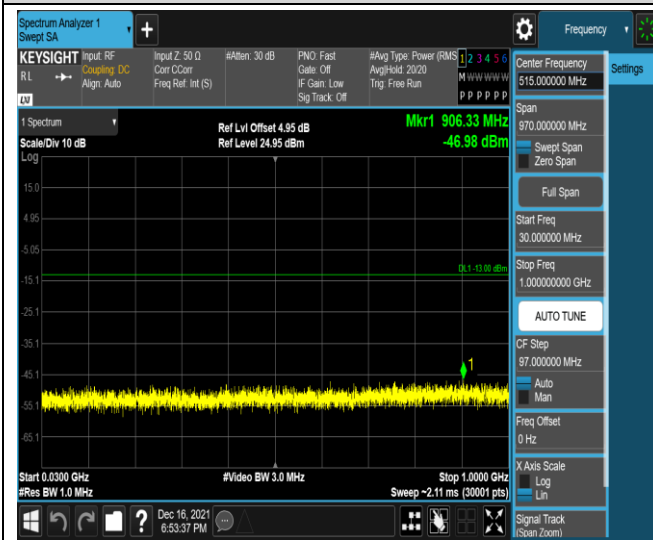 Spectrum Analyzer 1
Swept SA
+
Frequency
KEYSIGHT
RL
LXI
Input: RF
Coupling: DC
Align: Auto
Input Z: 50 Ω
Corr CCorr
Freq Ref: Int (S)
#Atten: 30 dB
PNO: Fast
Gate: Off
IF Gain: Low
Sig Track: Off
#Avg Type: Power (RMS
Avg|Hold: 20/20
Trig: Free Run
1 2 3 4 5 6
M W W W W W
P P P P P P
1 Spectrum
Scale/Div 10 dB
Log
Ref Lvl Offset 4.95 dB
Ref Level 24.95 dBm
Mkr1 906.33 MHz
-46.98 dBm
15.0
4.95
-5.05
-15.1
-25.1
-35.1
-45.1
-55.1
-65.1
DL1 -13.00 dBm
1
Start 0.0300 GHz
#Res BW 1.0 MHz
#Video BW 3.0 MHz
Stop 1.0000 GHz
Sweep ~2.11 ms (30001 pts)
?
Dec 16, 2021
6:53:37 PM
Center Frequency
515.000000 MHz
Settings
Span
970.000000 MHz
Swept Span
Zero Span
Full Span
Start Freq
30.000000 MHz
Stop Freq
1.000000000 GHz
AUTO TUNE
CF Step
97.000000 MHz
Auto
Man
Freq Offset
0 Hz
X Axis Scale
Log
Lin
Signal Track
(Span Zoom)